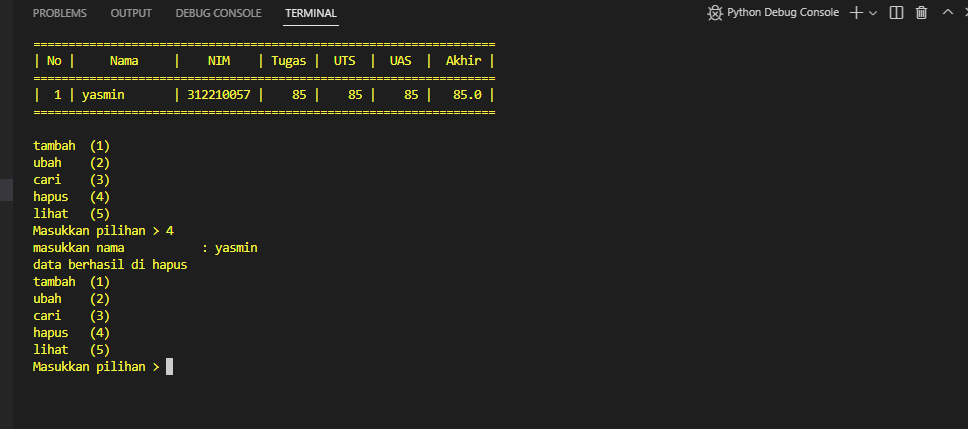 PROBLEMS OUTPUT DEBUG CONSOLE TERMINAL Python Debug Console
==================================================================
| No |     Nama     |    NIM    | Tugas |  UTS  |  UAS  |  Akhir |
==================================================================
|  1 | yasmin       | 312210057 |    85 |    85 |    85 |   85.0 |
==================================================================
tambah  (1)
ubah    (2)
cari    (3)
hapus   (4)
lihat   (5)
Masukkan pilihan > 4
masukkan nama           : yasmin
data berhasil di hapus
tambah  (1)
ubah    (2)
cari    (3)
hapus   (4)
lihat   (5)
Masukkan pilihan >